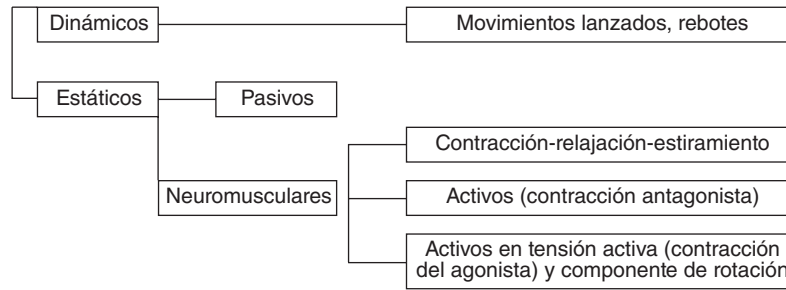 Dinámicos
Movimientos lanzados, rebotes
Estáticos
Pasivos
Contracción-relajación-estiramiento
Neuromusculares
Activos (contracción antagonista)
Activos en tensión activa (contracción
del agonista) y componente de rotación